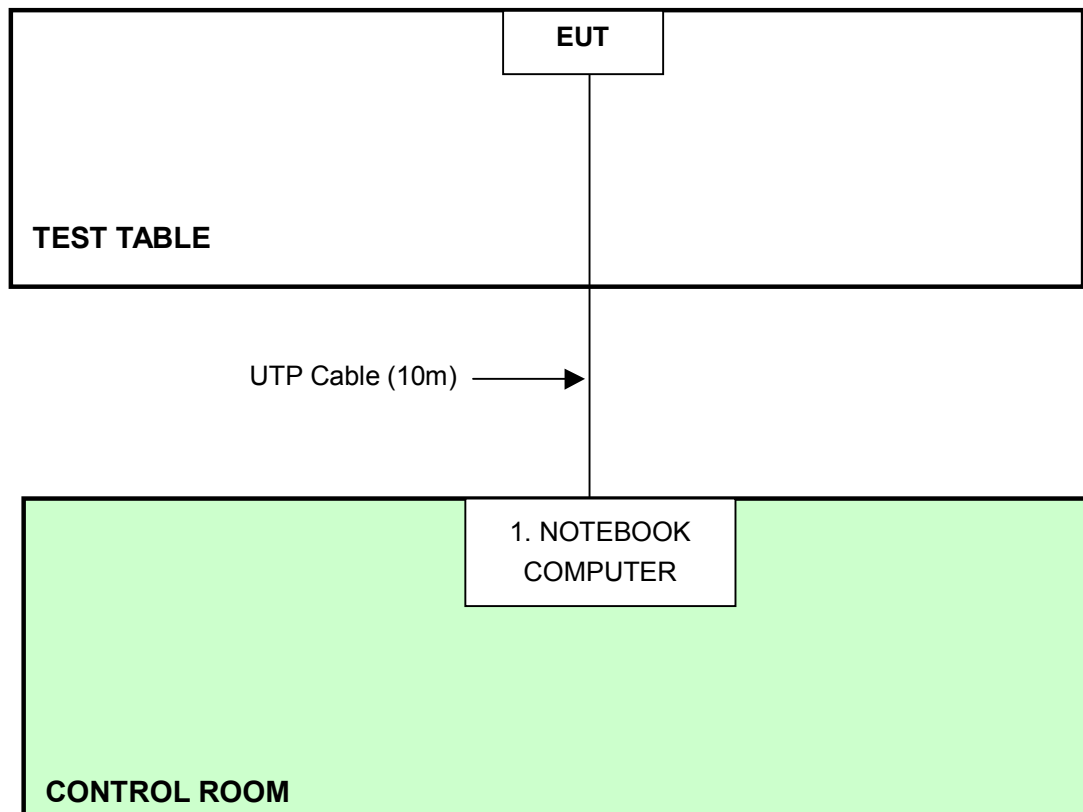 EUT
TEST TABLE
UTP Cable (10m)
1. NOTEBOOK
COMPUTER
CONTROL ROOM